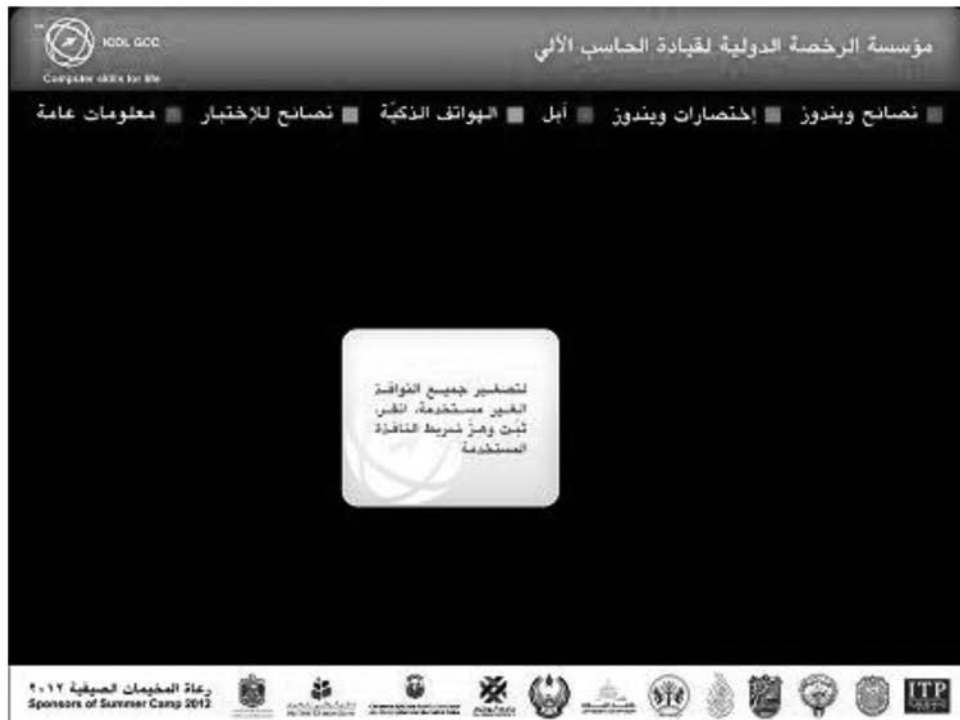 مؤسسة الرخصة الدولية لقيادة الحاسب الآلي
ICDL GCC
Computer skills for life
نصائح ويندوز
إختصارات ويندوز
أبل
الهواتف الذكيّة
نصائح للإختبار
معلومات عامة
لتصغير جميع النوافذ
الغير مستخدمة، انقر،
ثبّت وهزّ شريط النافذة
المستخدمة
رعاة المخيمات الصيفية ٢٠١٢
Sponsors of Summer Camp 2012
ITP